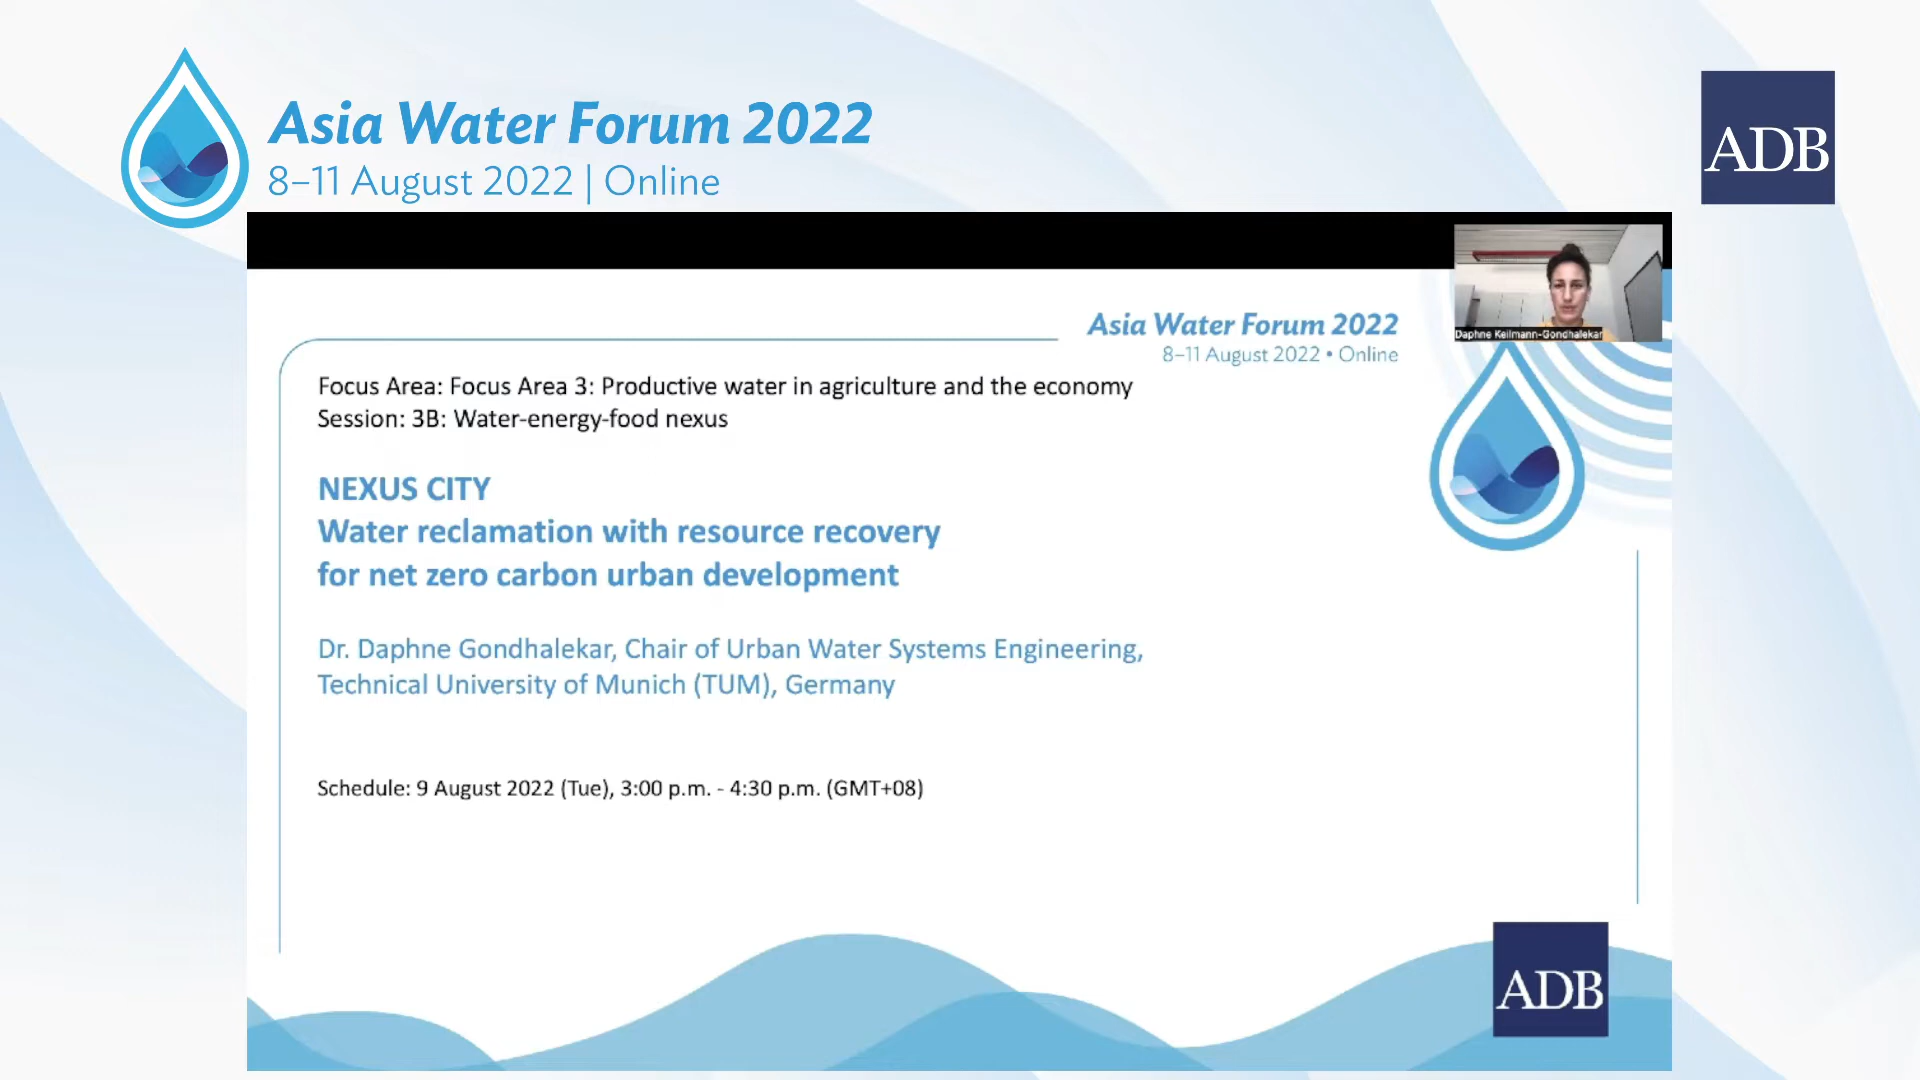 Asia Water Forum 2022
8–11 August 2022 | Online
ADB
Daphne Keilmann-Gondhalekar
Asia Water Forum 2022
8–11 August 2022 • Online
Focus Area: Focus Area 3: Productive water in agriculture and the economy
Session: 3B: Water-energy-food nexus
NEXUS CITY
Water reclamation with resource recovery
for net zero carbon urban development
Dr. Daphne Gondhalekar, Chair of Urban Water Systems Engineering,
Technical University of Munich (TUM), Germany
Schedule: 9 August 2022 (Tue), 3:00 p.m. - 4:30 p.m. (GMT+08)
ADB